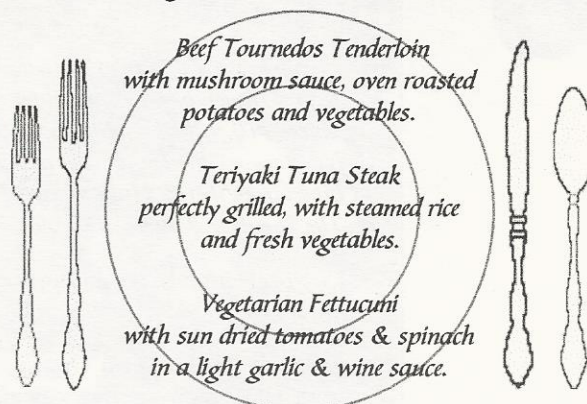 Beef Tournedos Tenderloin
with mushroom sauce, oven roasted
potatoes and vegetables.
Teriyaki Tuna Steak
perfectly grilled, with steamed rice
and fresh vegetables.
Vegetarian Fettucuni
with sun dried tomatoes & spinach
in a light garlic & wine sauce.